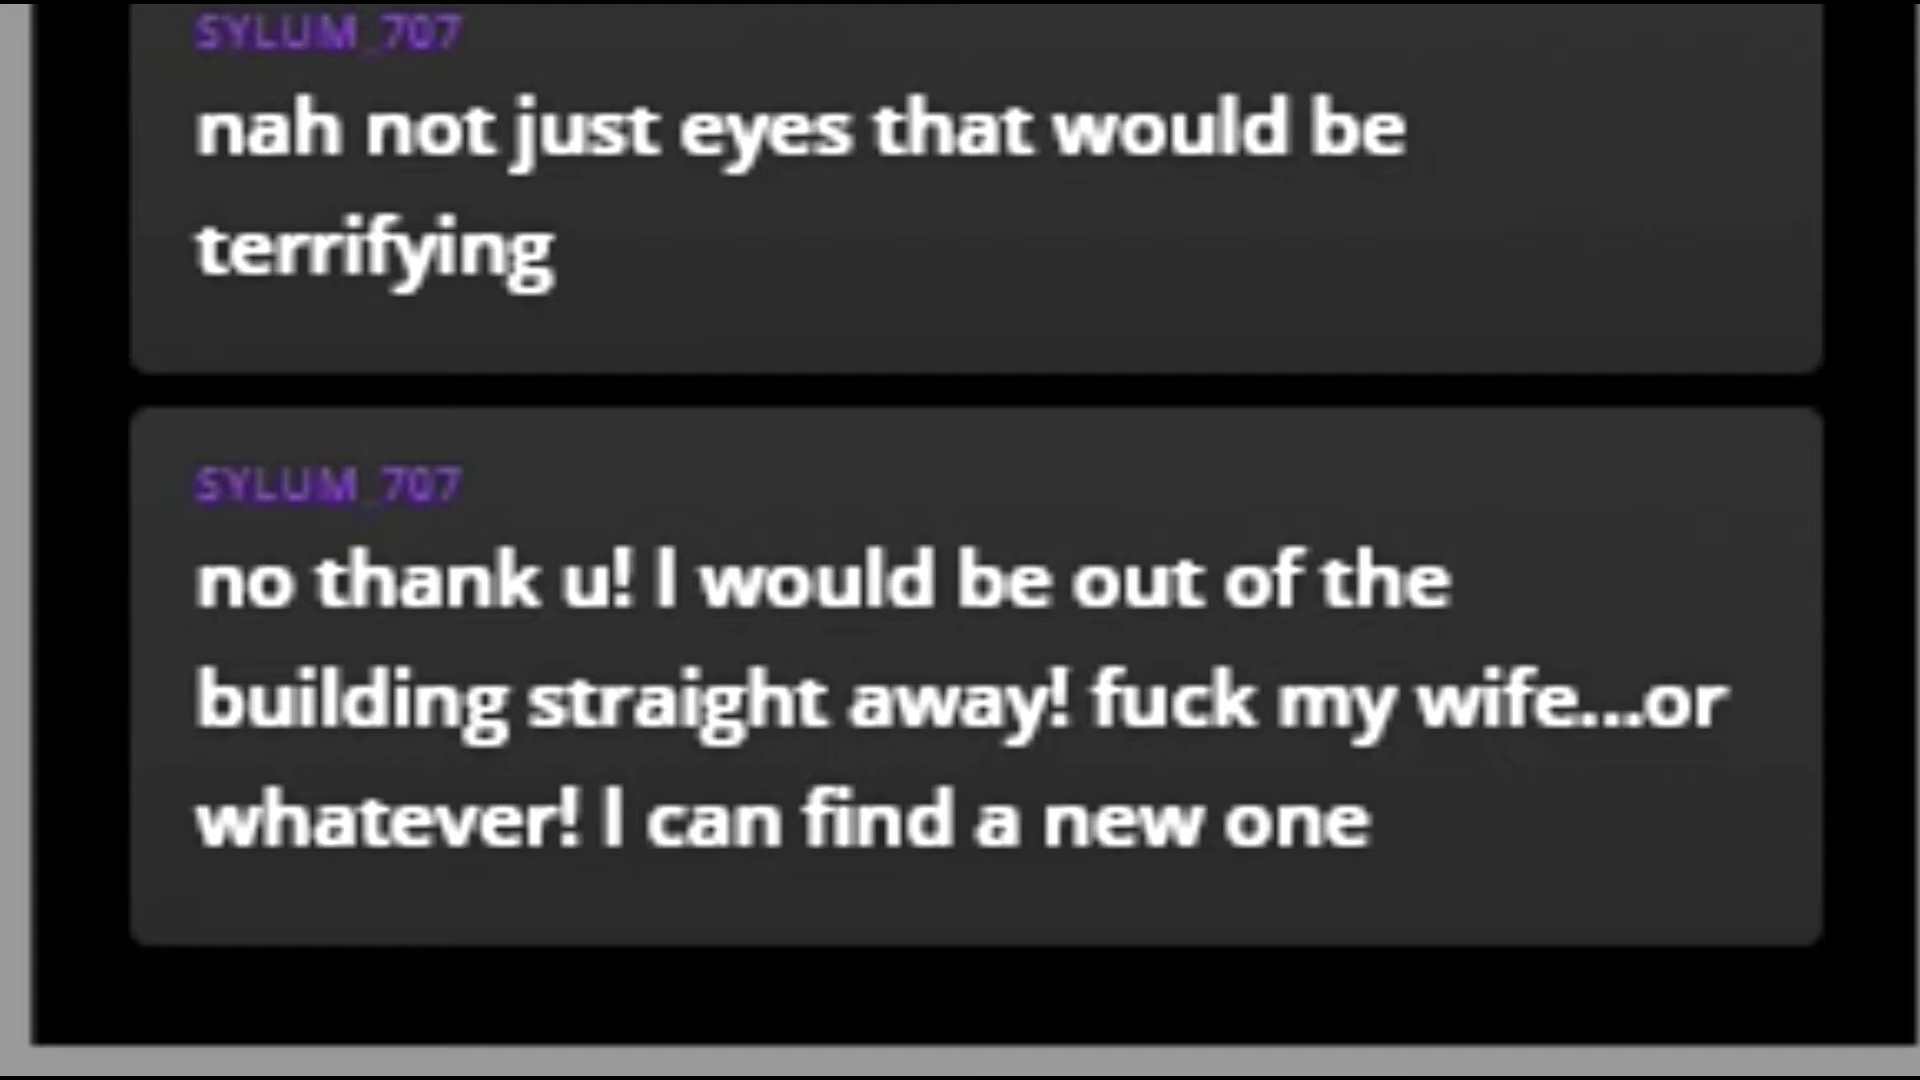 SYLUM_707
nah not just eyes that would be
terrifying
SYLUM_707
no thank u! I would be out of the
building straight away! fuck my wife...or
whatever! I can find a new one